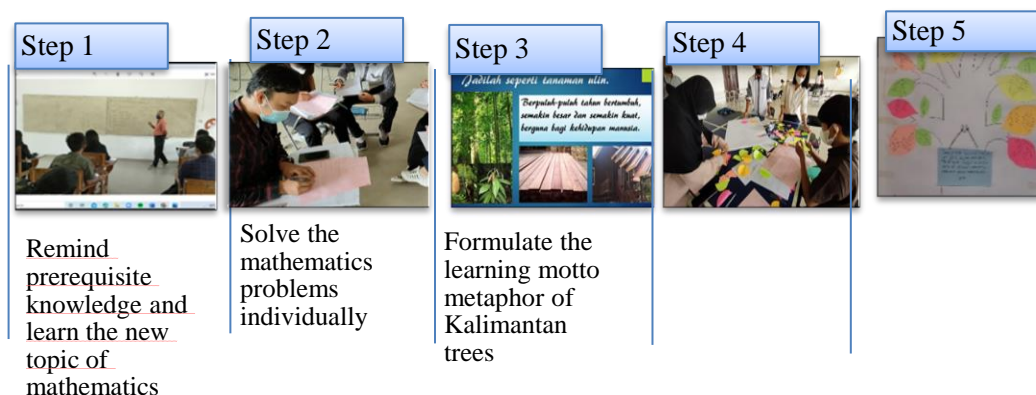 Step 1
Step 2
Step 3
Step 4
Step 5
Jadilah seperti tanaman ulin.
Berpuluh-puluh tahun bertumbuh,
semakin besar dan semakin kuat,
berguna bagi kehidupan manusia.
Remind
prerequisite
knowledge and
learn the new
topic of
mathematics
Solve the
mathematics
problems
individually
Formulate the
learning motto
metaphor of
Kalimantan
trees